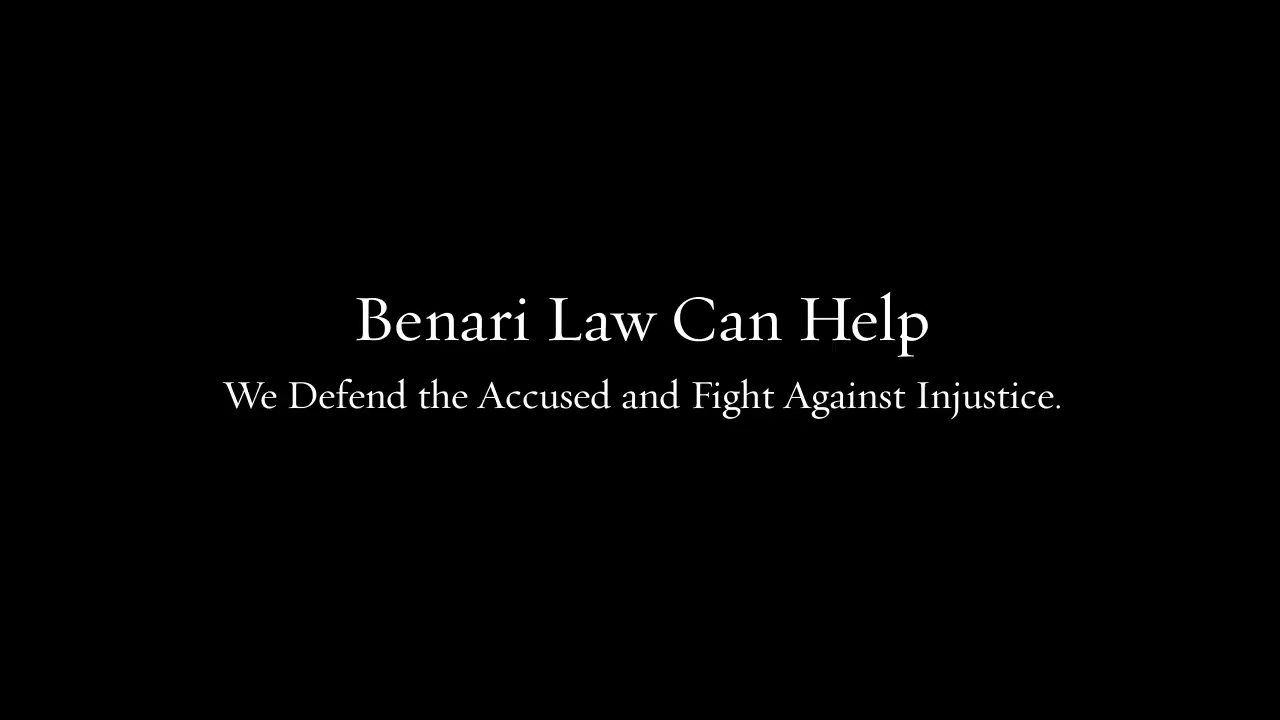 Benari Law Can Help
We Defend the Accused and Fight Against Injustice.